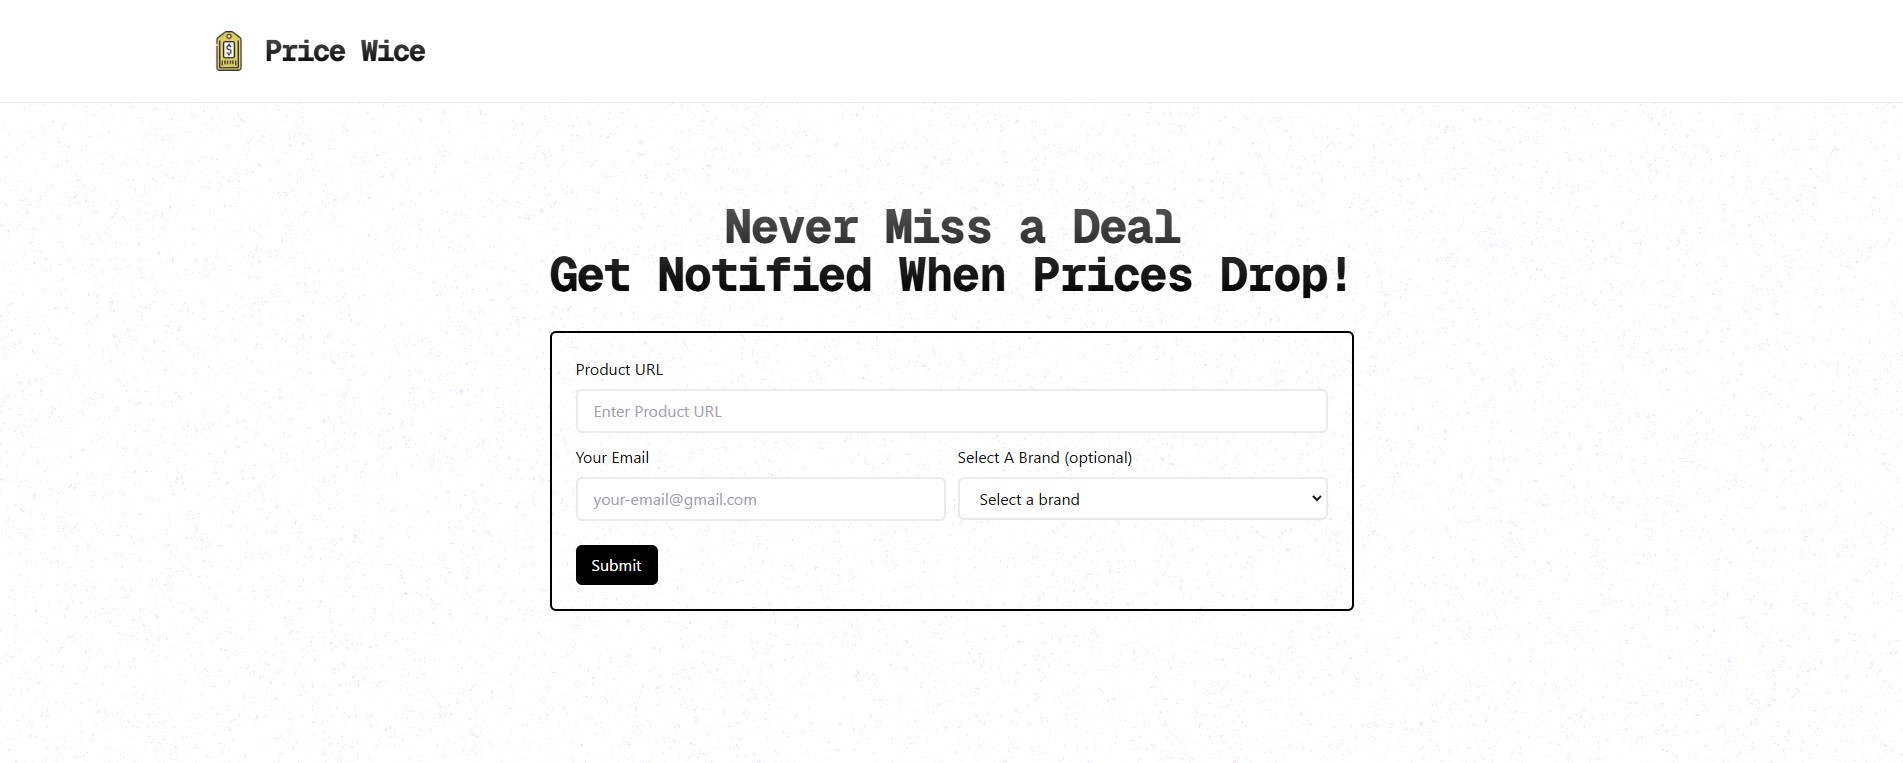 $
Price Wice
Never Miss a Deal
Get Notified When Prices Drop!
Product URL
Enter Product URL
Your Email
Select A Brand (optional)
your-email@gmail.com
Select a brand
Submit